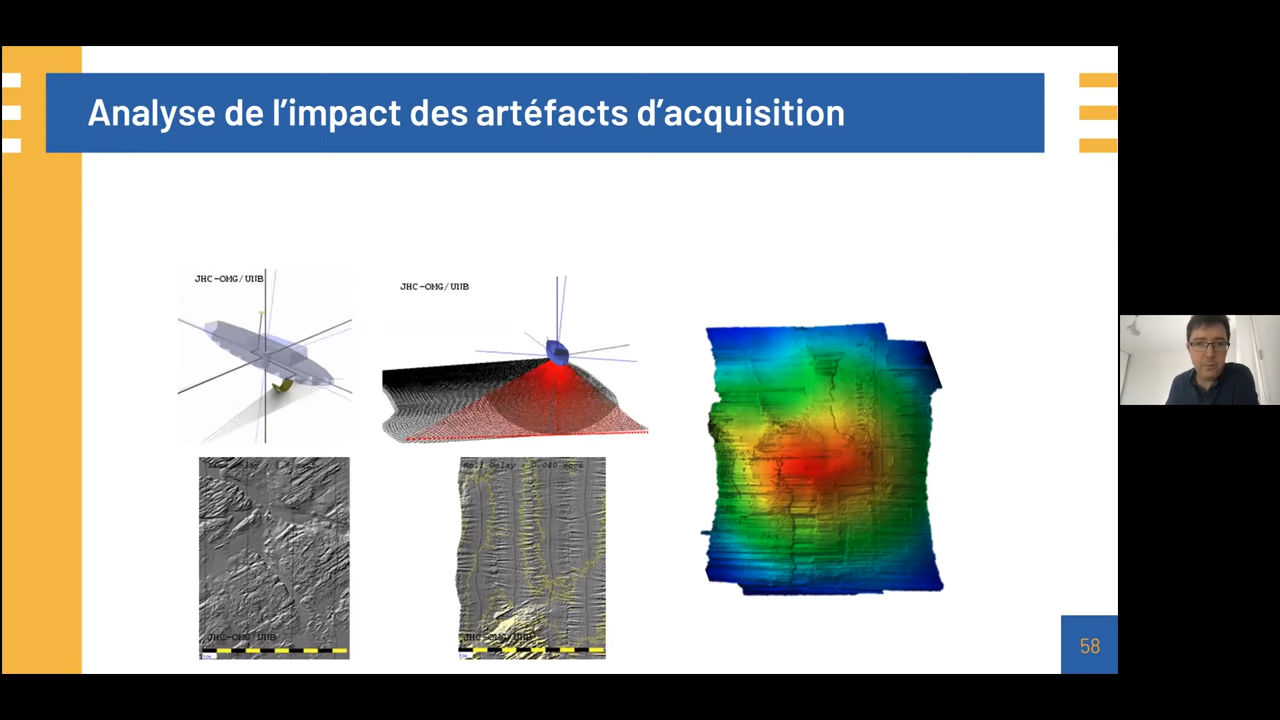 Analyse de l'impact des artéfacts d'acquisition
JHC-OMG/UNB
JHC-OMG/UNB
Roll Delay : 0.040 secs
JHC-OMG UNB
JHC-OMG/UNB
58